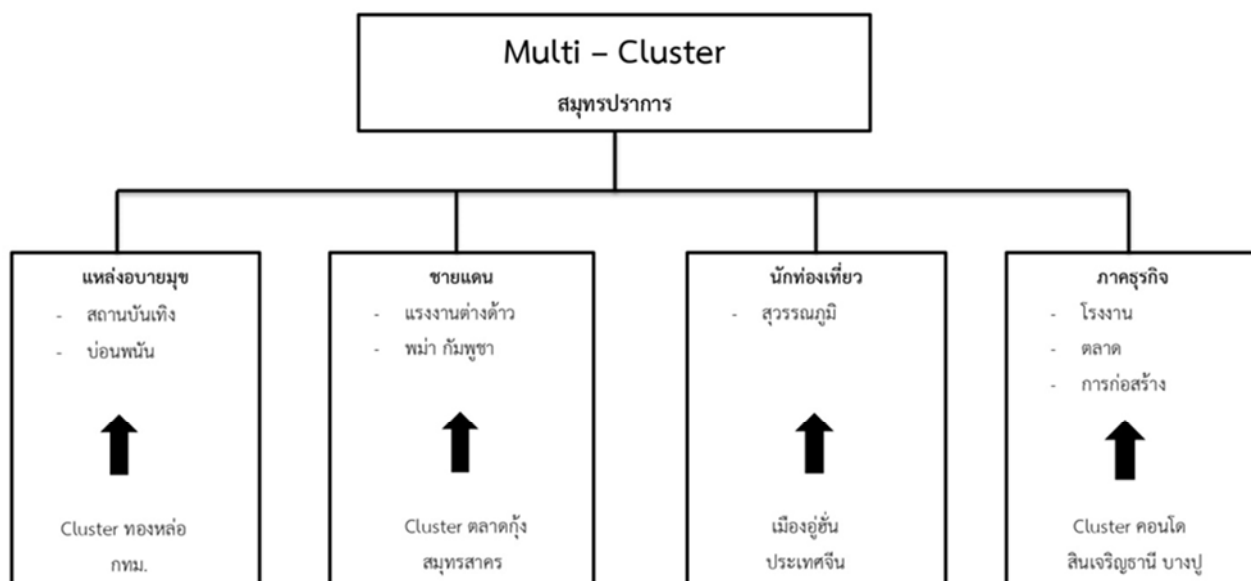 Multi – Cluster
สมุทรปราการ
แหล่งอบายมุข
- สถานบันเทิง
- บ่อนพนัน
Cluster ทองหล่อ
กทม.
ชายแดน
- แรงงานต่างด้าว
- พม่า กัมพูชา
Cluster ตลาดกุ้ง
สมุทรสาคร
นักท่องเที่ยว
- สุวรรณภูมิ
เมืองอู่ฮั่น
ประเทศจีน
ภาคธุรกิจ
- โรงงาน
- ตลาด
- การก่อสร้าง
Cluster คอนโด
สินเจริญธานี บางปู